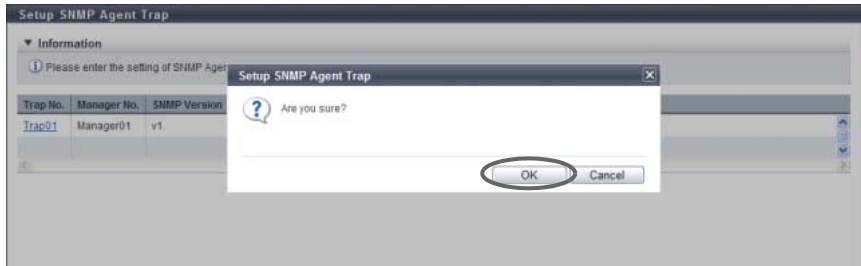 Setup SNMP Agent Trap
Information
Please enter the setting of SNMP Agen
Setup SNMP Agent Trap
Are you sure?
OK Cancel
Trap No. Manager No. SNMP Version
Trap01 Manager01 v1